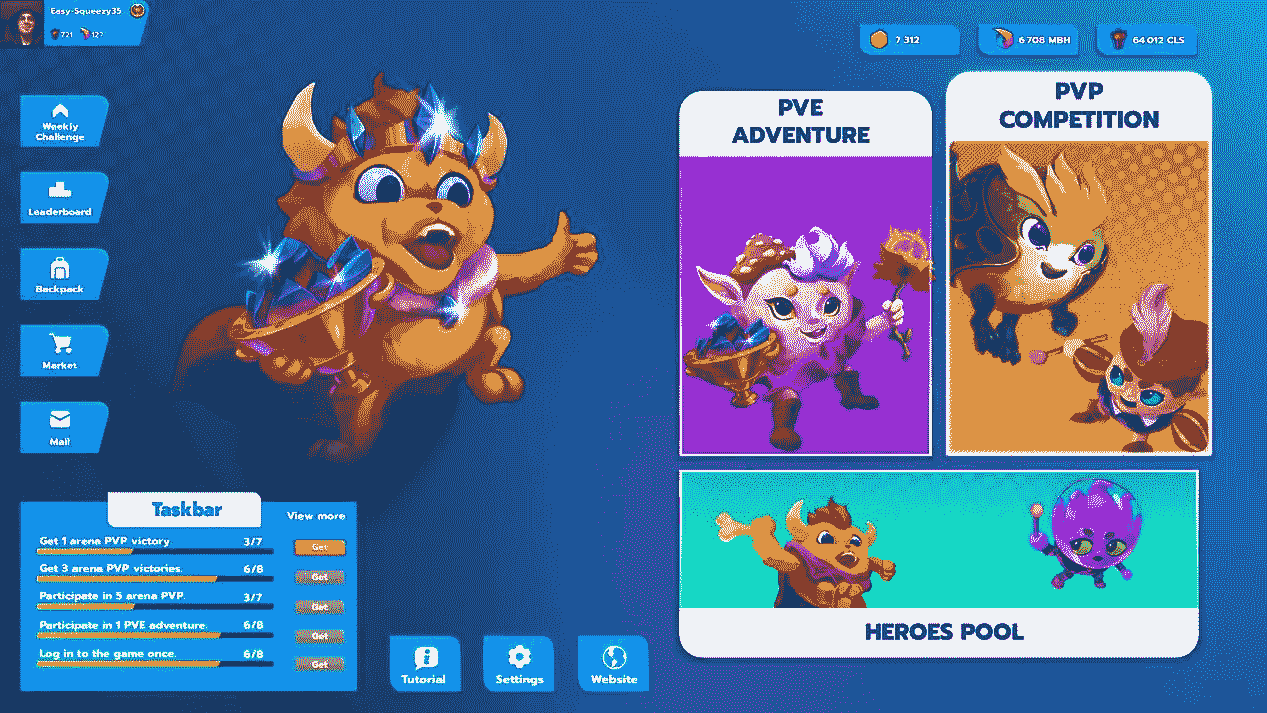 Easy-Squeezy35
721 127
7 312
6 708 MBH
64 012 CLS
Weekly
Challenge
Leaderboard
Backpack
Market
Mail
PVE
ADVENTURE
PVP
COMPETITION
Taskbar
View more
Get 1 arena PVP victory 3/7 Get
Get 3 arena PVP victories. 6/8 Get
Participate in 5 arena PVP. 3/7 Get
Participate in 1 PVE adventure. 6/8 Get
Log in to the game once. 6/8 Get
Tutorial
Settings
Website
HEROES POOL